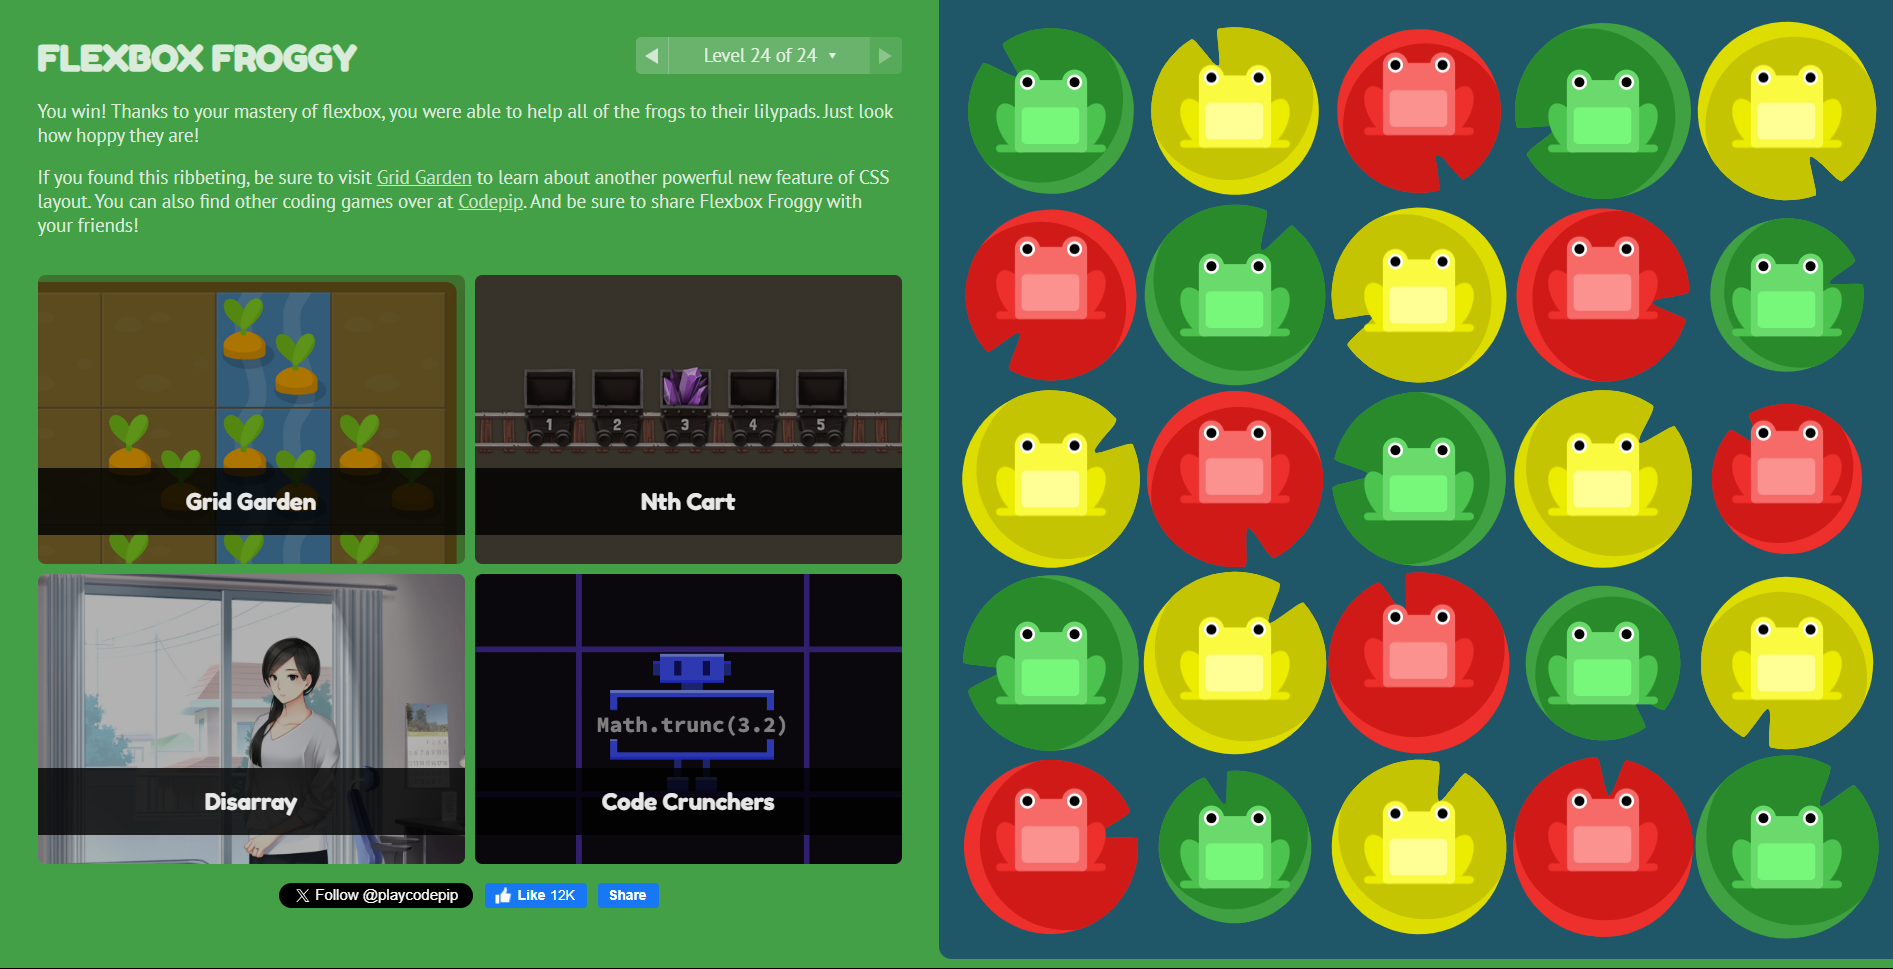 FLEXBOX FROGGY
Level 24 of 24
You win! Thanks to your mastery of flexbox, you were able to help all of the frogs to their lilypads. Just look
how hoppy they are!
If you found this ribbeting, be sure to visit Grid Garden to learn about another powerful new feature of CSS
layout. You can also find other coding games over at Codepip. And be sure to share Flexbox Froggy with
your friends!
Grid Garden
1 2 3 4 5
Nth Cart
Disarray
Math.trunc(3.2)
Code Crunchers
Follow @playcodepip
Like 12K
Share